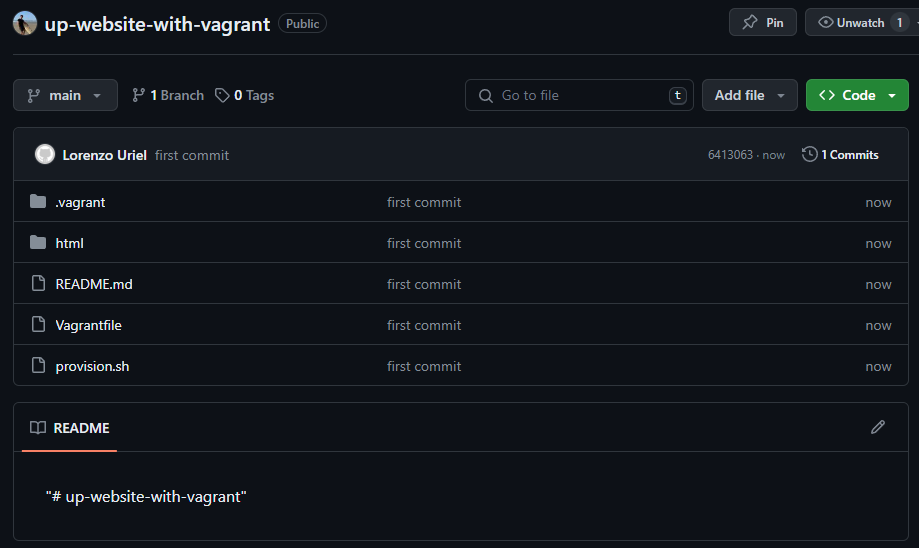 up-website-with-vagrant Public Pin Unwatch 1
main 1 Branch 0 Tags Go to file t Add file Code
Lorenzo Uriel first commit 6413063 · now 1 Commits
.vagrant first commit now
html first commit now
README.md first commit now
Vagrantfile first commit now
provision.sh first commit now
README
"# up-website-with-vagrant"